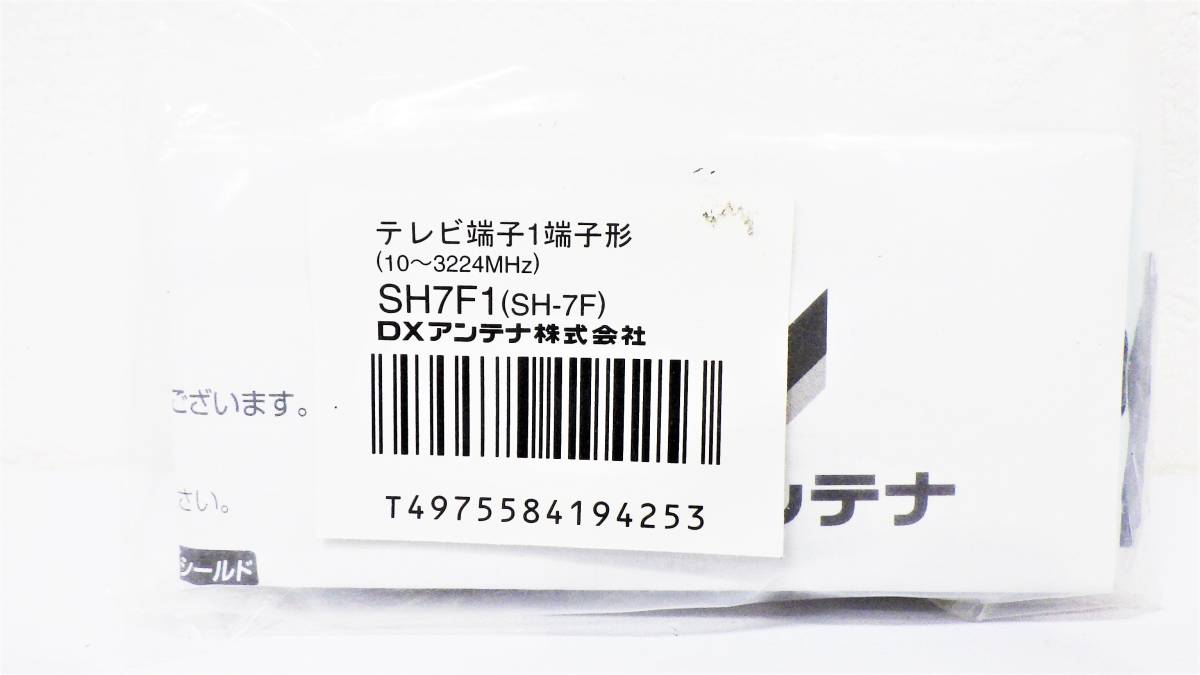 テレビ端子1端子形
(10～3224MHz)
SH7F1(SH-7F)
DXアンテナ株式会社
T4975584194253
ございます。
さい。
シールド
ンテナ